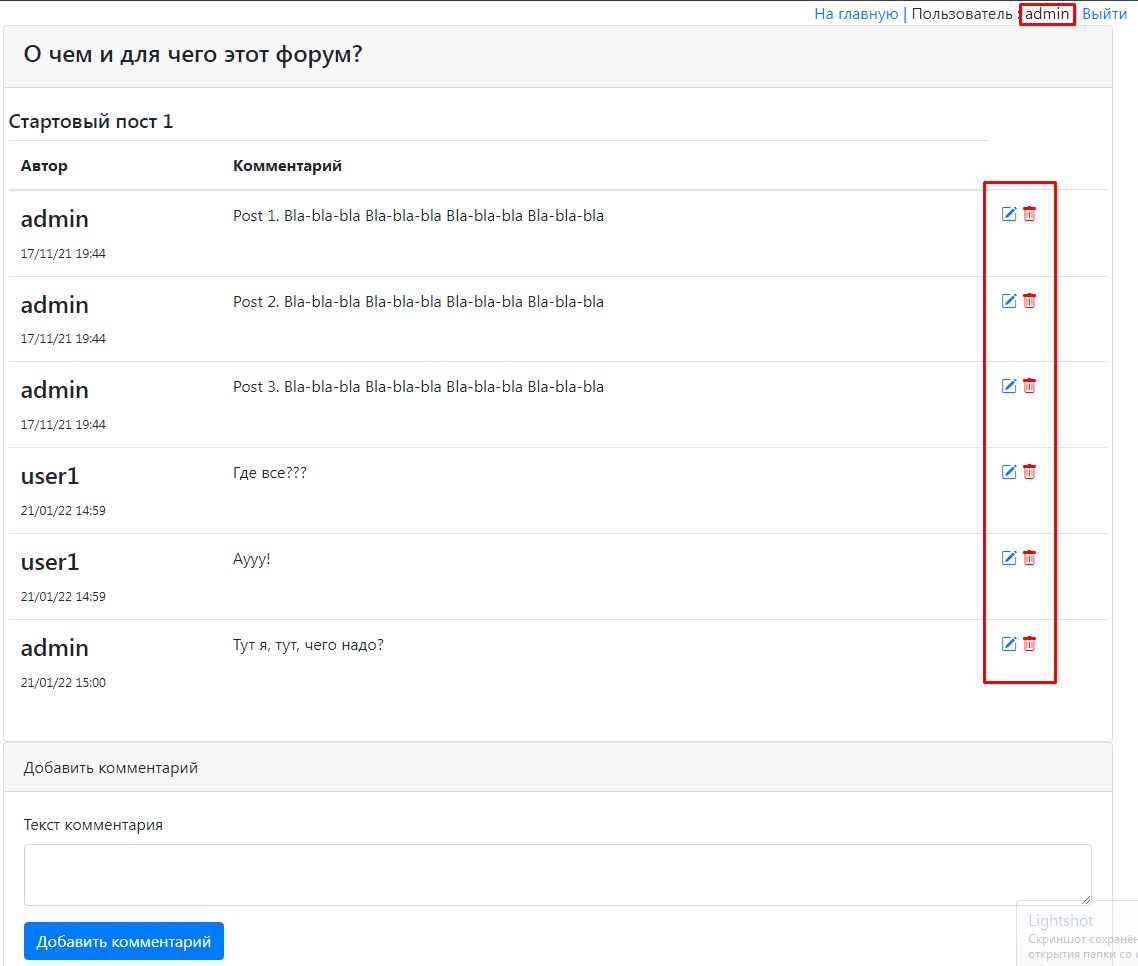 На главную | Пользователь : admin Выйти
О чем и для чего этот форум?
Стартовый пост 1
Автор Комментарий
admin Post 1. Bla-bla-bla Bla-bla-bla Bla-bla-bla Bla-bla-bla
17/11/21 19:44
admin Post 2. Bla-bla-bla Bla-bla-bla Bla-bla-bla Bla-bla-bla
17/11/21 19:44
admin Post 3. Bla-bla-bla Bla-bla-bla Bla-bla-bla Bla-bla-bla
17/11/21 19:44
user1 Где все???
21/01/22 14:59
user1 Аууу!
21/01/22 14:59
admin Тут я, тут, чего надо?
21/01/22 15:00
Добавить комментарий
Текст комментария
Добавить комментарий
Lightshot
Скриншот сохранён
открытия папки со